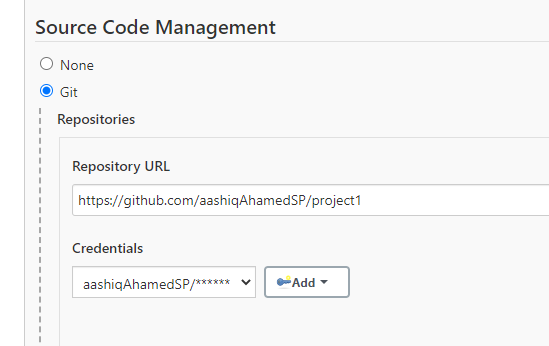 Source Code Management
None
Git
Repositories
Repository URL
https://github.com/aashiqAhamedSP/project1
Credentials
aashiqAhamedSP/****** Add